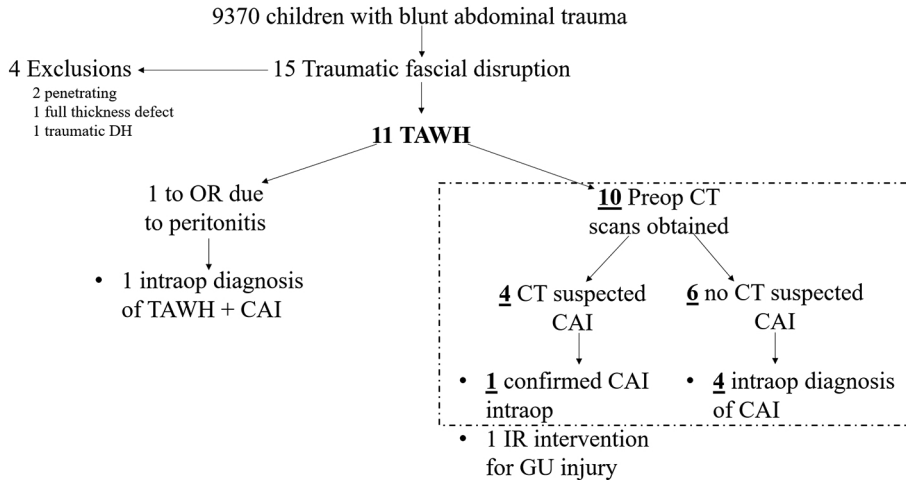 9370 children with blunt abdominal trauma
4 Exclusions
15 Traumatic fascial disruption
2 penetrating
1 full thickness defect
1 traumatic DH
11 TAWH
1 to OR due
to peritonitis
• 1 intraop diagnosis
of TAWH + CAI
10 Preop CT
scans obtained
4 CT suspected
CAI
6 no CT suspected
CAI
• 1 confirmed CAI
intraop
• 4 intraop diagnosis
of CAI
• 1 IR intervention
for GU injury